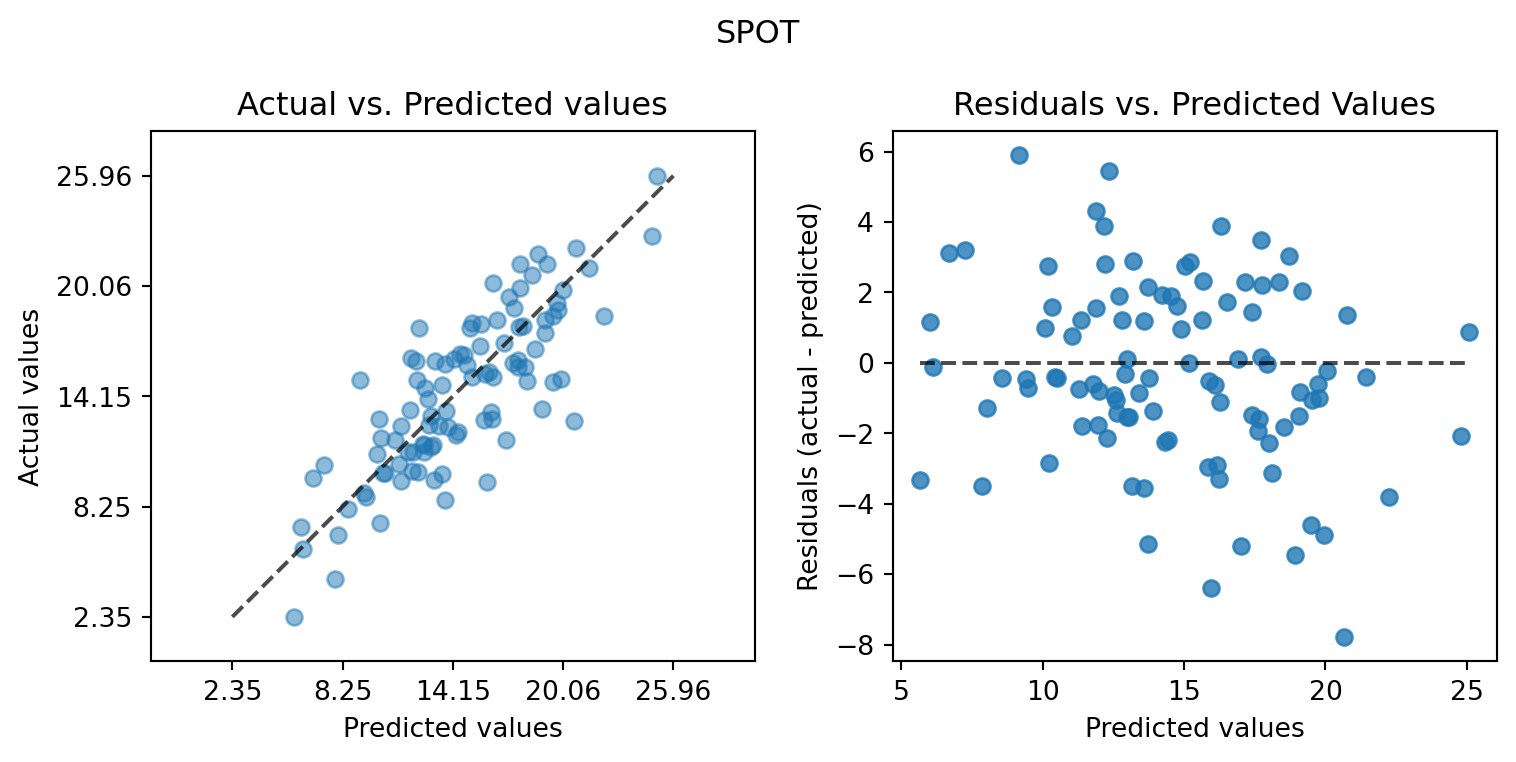 SPOT
Actual vs. Predicted values
Actual values
25.96
20.06
14.15
8.25
2.35
2.35 8.25 14.15 20.06 25.96
Predicted values
Residuals vs. Predicted Values
Residuals (actual - predicted)
6
4
2
0
−2
−4
−6
−8
5 10 15 20 25
Predicted values